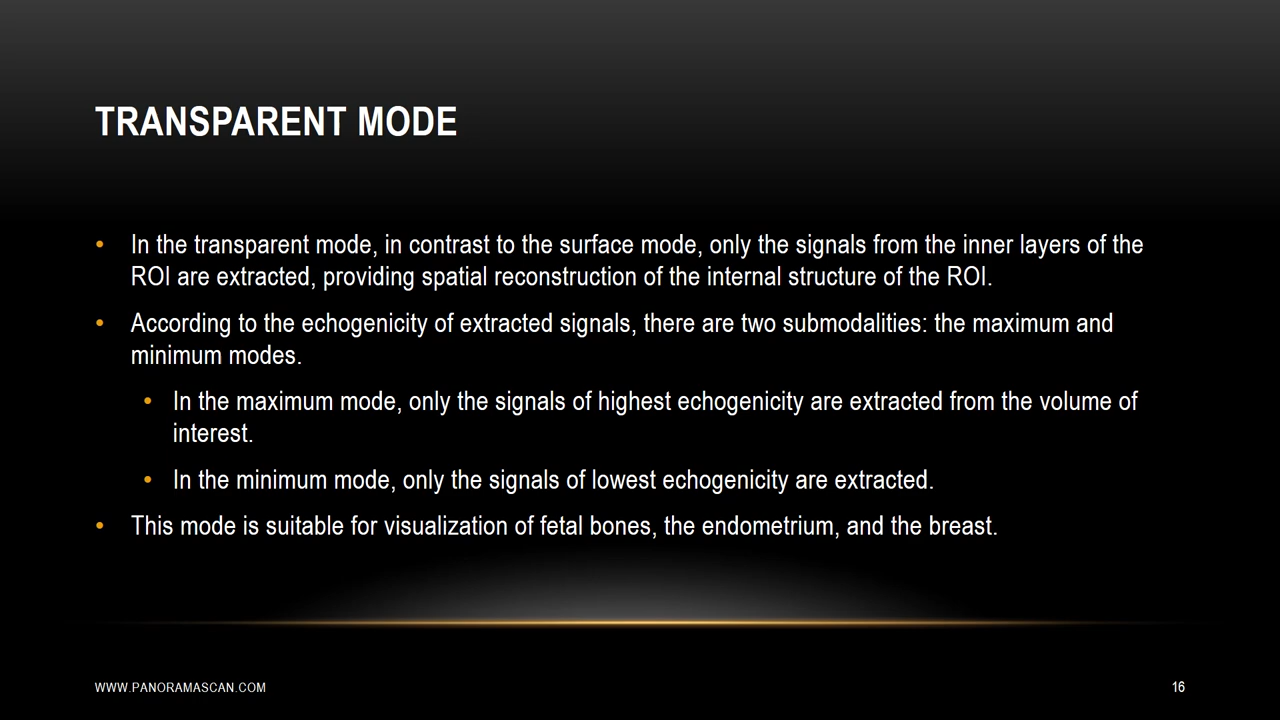 TRANSPARENT MODE
• In the transparent mode, in contrast to the surface mode, only the signals from the inner layers of the
ROI are extracted, providing spatial reconstruction of the internal structure of the ROI.
• According to the echogenicity of extracted signals, there are two submodalities: the maximum and
minimum modes.
• In the maximum mode, only the signals of highest echogenicity are extracted from the volume of
interest.
• In the minimum mode, only the signals of lowest echogenicity are extracted.
• This mode is suitable for visualization of fetal bones, the endometrium, and the breast.
WWW.PANORAMASCAN.COM
16